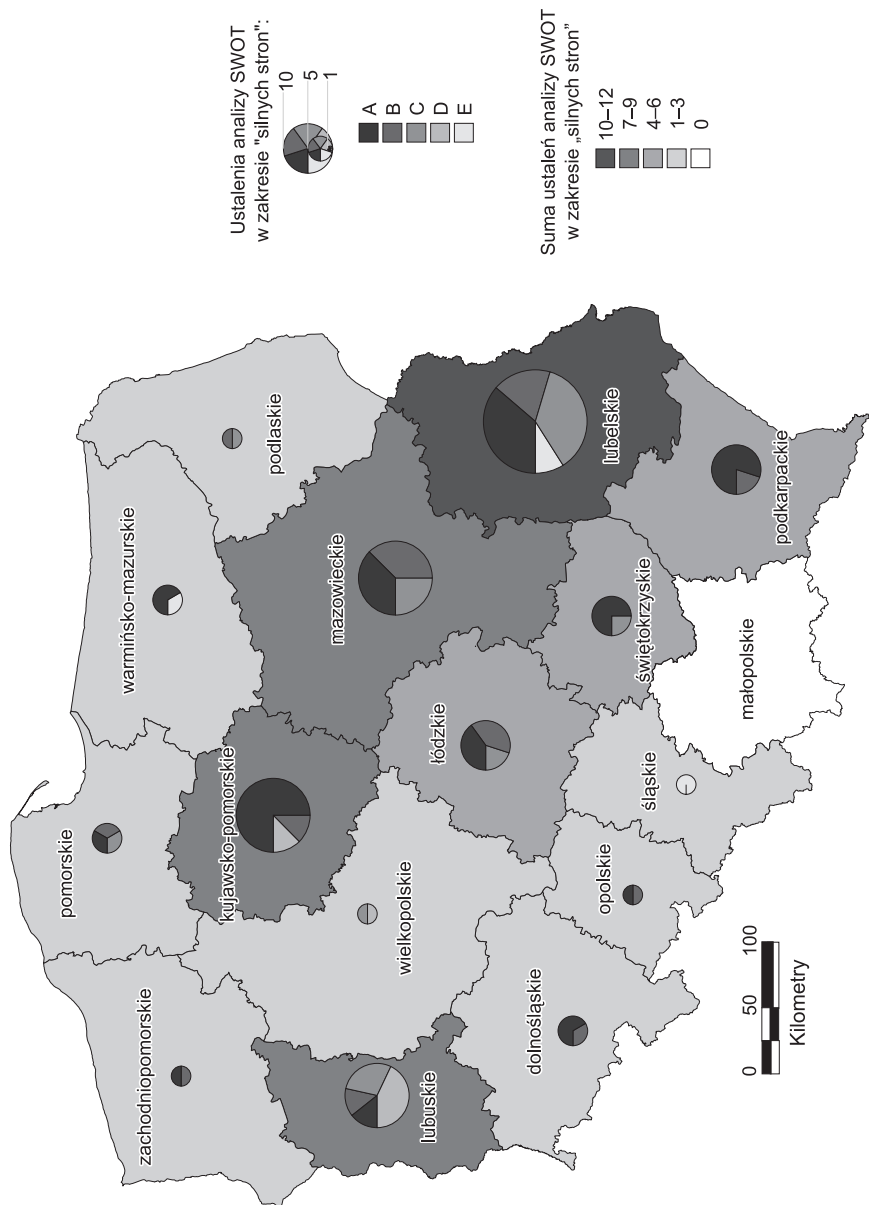 Ustalenia analizy SWOT
w zakresie "silnych stron":
10
5
1
A
B
C
D
E
Suma ustaleń analizy SWOT
w zakresie „silnych stron”
10–12
7–9
4–6
1–3
0
zachodniopomorskie
pomorskie
warmińsko-mazurskie
podlaskie
lubuskie
wielkopolskie
kujawsko-pomorskie
mazowieckie
łódzkie
lubelskie
dolnośląskie
opolskie
śląskie
świętokrzyskie
małopolskie
podkarpackie
0 50 100
Kilometry